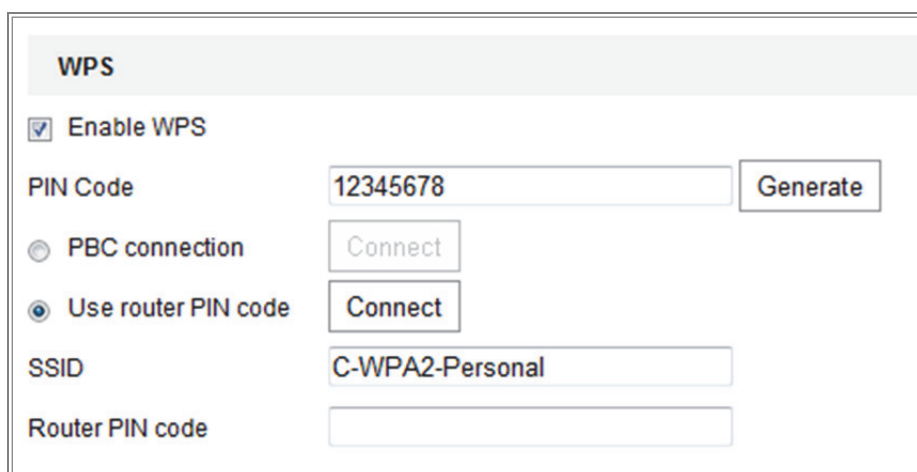 WPS
Enable WPS
PIN Code 12345678 Generate
PBC connection Connect
Use router PIN code Connect
SSID C-WPA2-Personal
Router PIN code